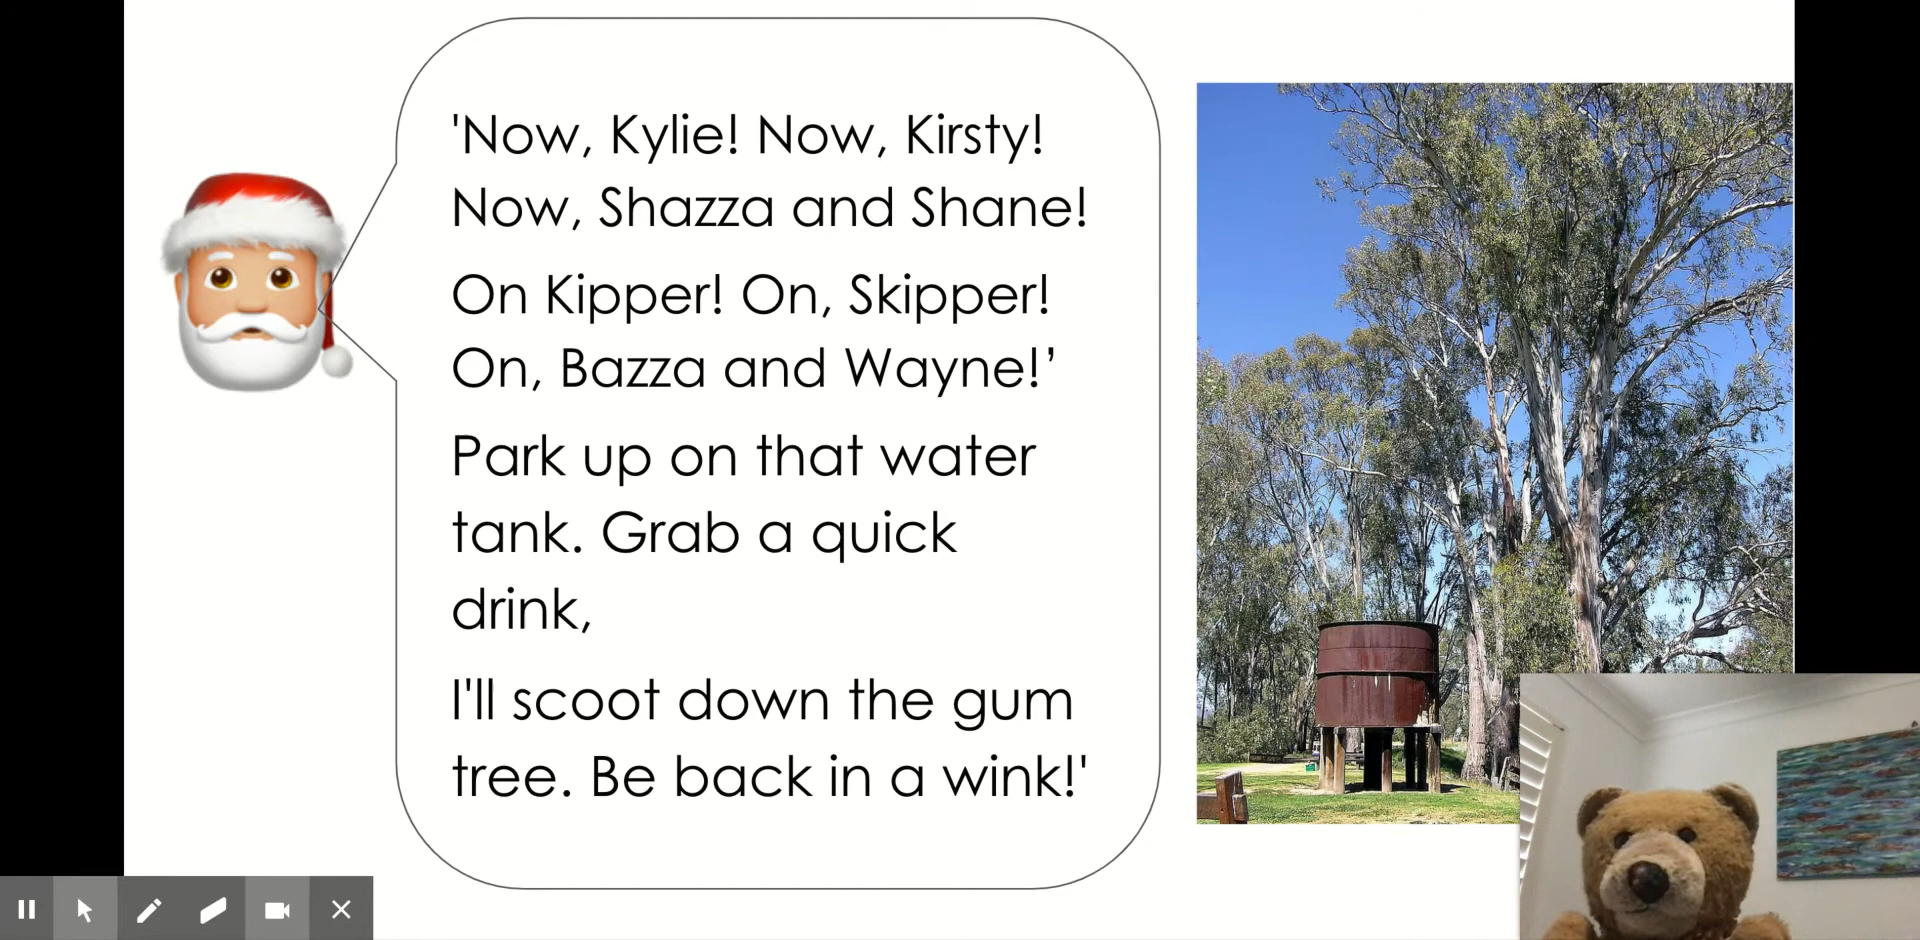 'Now, Kylie! Now, Kirsty!
Now, Shazza and Shane!
On Kipper! On, Skipper!
On, Bazza and Wayne!’
Park up on that water
tank. Grab a quick
drink,
I'll scoot down the gum
tree. Be back in a wink!'